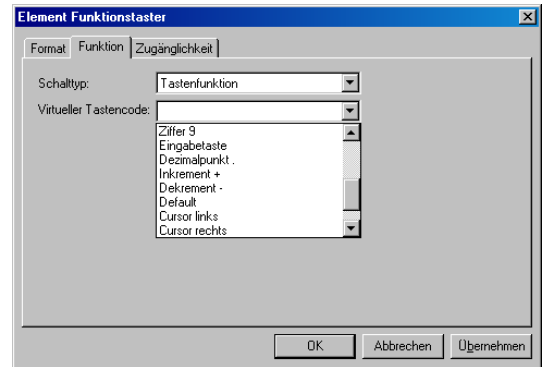 Element Funktionstaster
Format Funktion Zugänglichkeit
Schalttyp: Tastenfunktion
Virtueller Tastencode:
Ziffer 9
Eingabetaste
Dezimalpunkt .
Inkrement +
Dekrement -
Default
Cursor links
Cursor rechts
OK Abbrechen Übernehmen